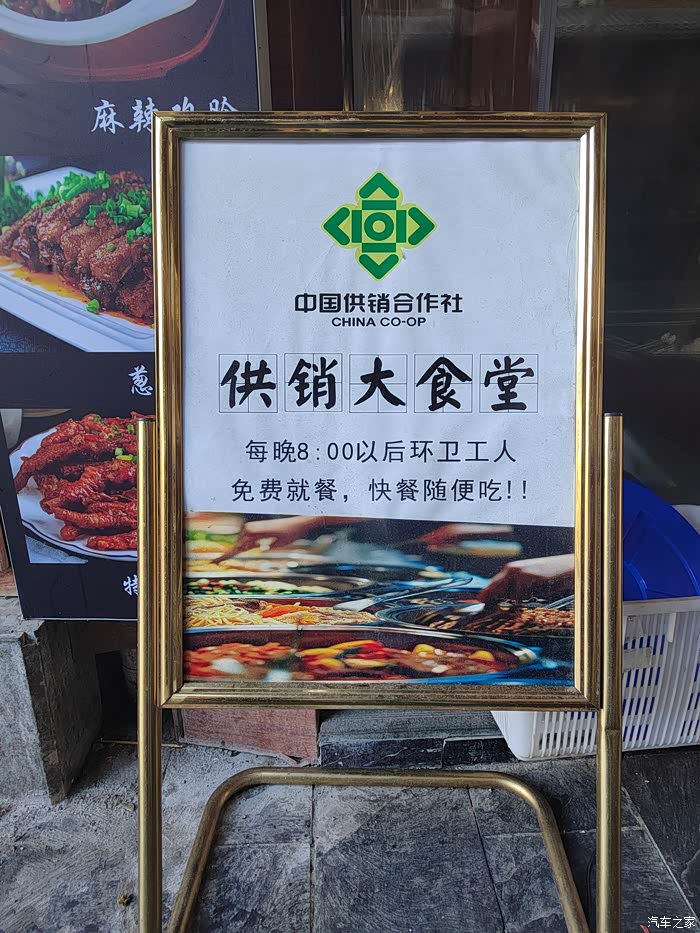 麻辣鸡胗
中国供销合作社
CHINA CO-OP
供销大食堂
每晚8:00以后环卫工人
免费就餐，快餐随便吃!!
葱
特
汽车之家